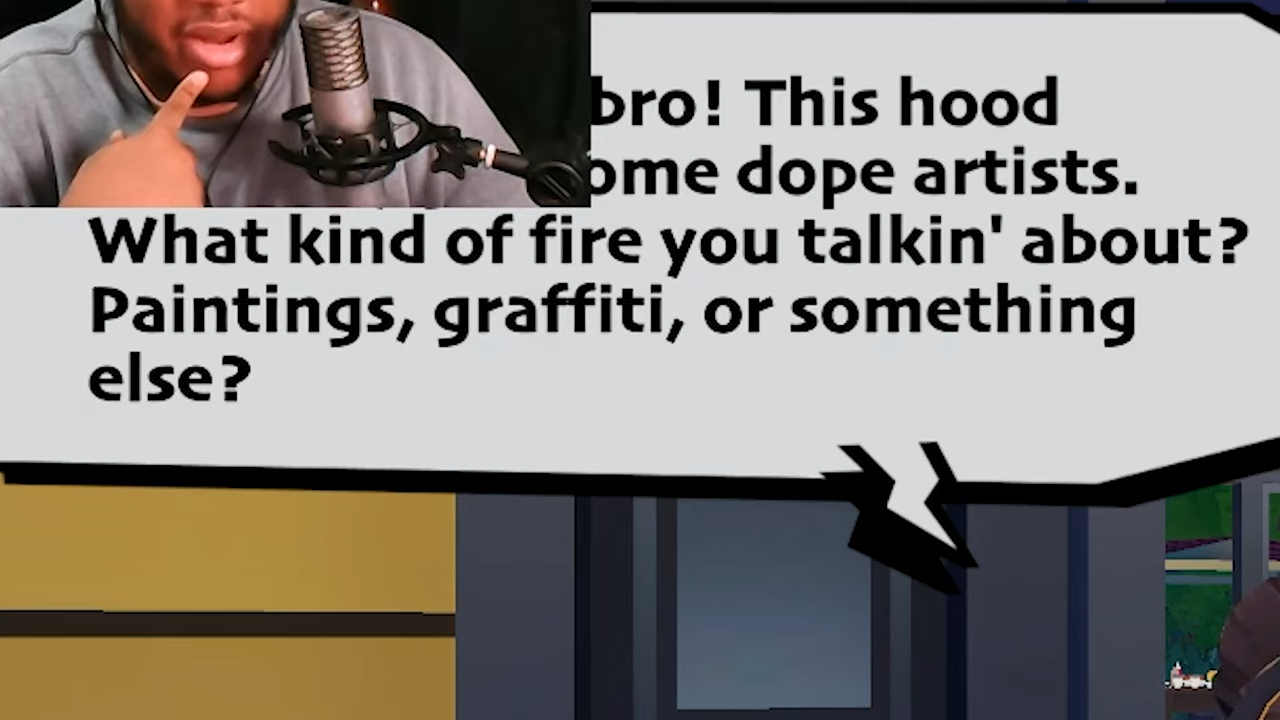 bro! This hood
ome dope artists.
What kind of fire you talkin' about?
Paintings, graffiti, or something
else?